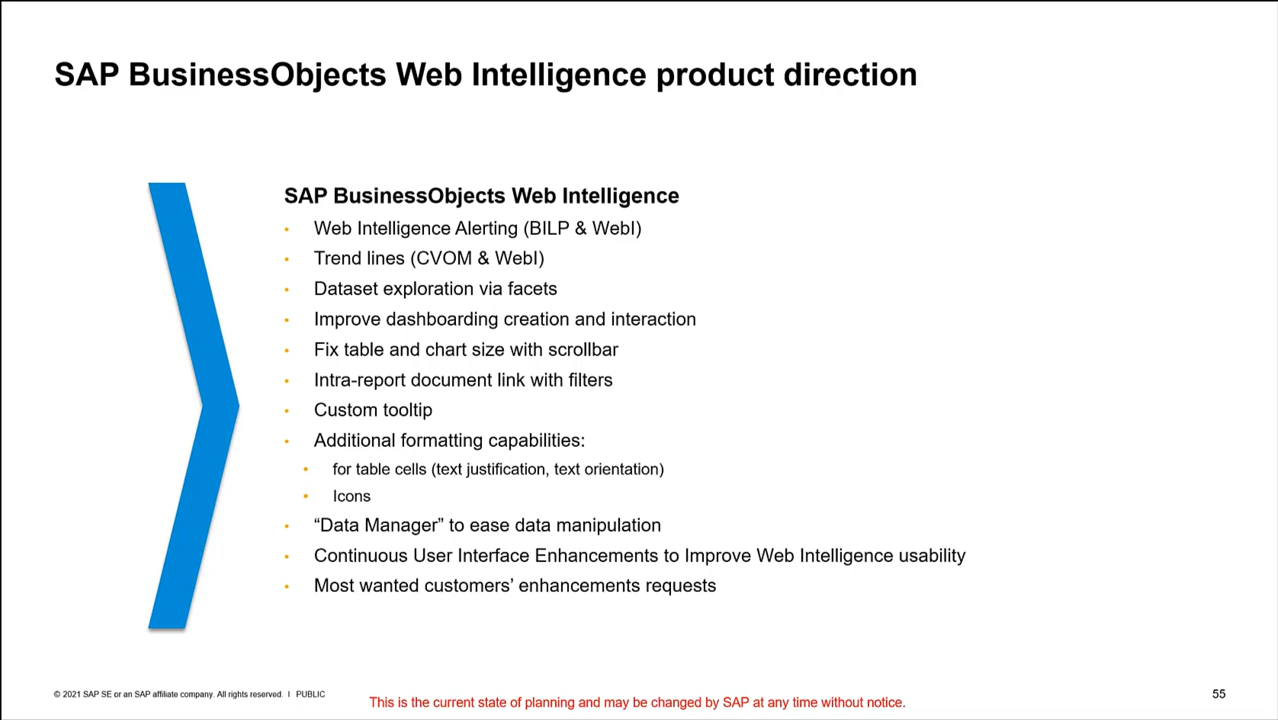 SAP BusinessObjects Web Intelligence product direction
SAP BusinessObjects Web Intelligence
• Web Intelligence Alerting (BILP & WebI)
• Trend lines (CVOM & WebI)
• Dataset exploration via facets
• Improve dashboarding creation and interaction
• Fix table and chart size with scrollbar
• Intra-report document link with filters
• Custom tooltip
• Additional formatting capabilities:
• for table cells (text justification, text orientation)
• Icons
• “Data Manager” to ease data manipulation
• Continuous User Interface Enhancements to Improve Web Intelligence usability
• Most wanted customers’ enhancements requests
© 2021 SAP SE or an SAP affiliate company. All rights reserved. I PUBLIC
This is the current state of planning and may be changed by SAP at any time without notice.
55